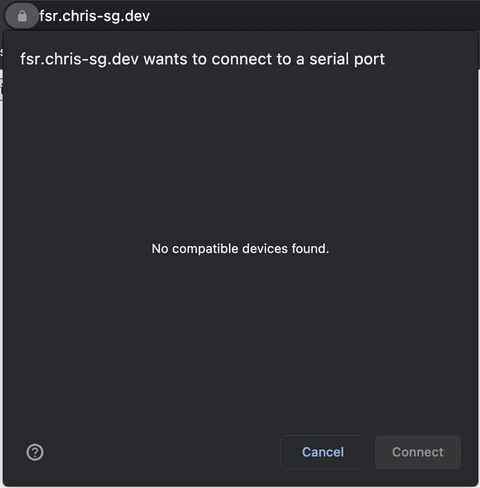 fsr.chris-sg.dev
fsr.chris-sg.dev wants to connect to a serial port
No compatible devices found.
Cancel
Connect